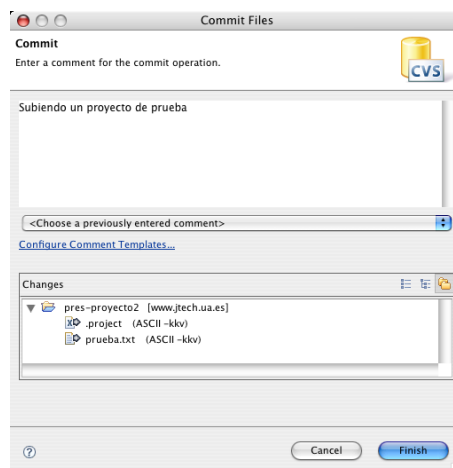 Commit Files
Commit
Enter a comment for the commit operation.
CVS
Subiendo un proyecto de prueba
<Choose a previously entered comment>
Configure Comment Templates...
Changes
pres-proyecto2 [www.jtech.ua.es]
.project (ASCII -kkv)
prueba.txt (ASCII -kkv)
Cancel
Finish